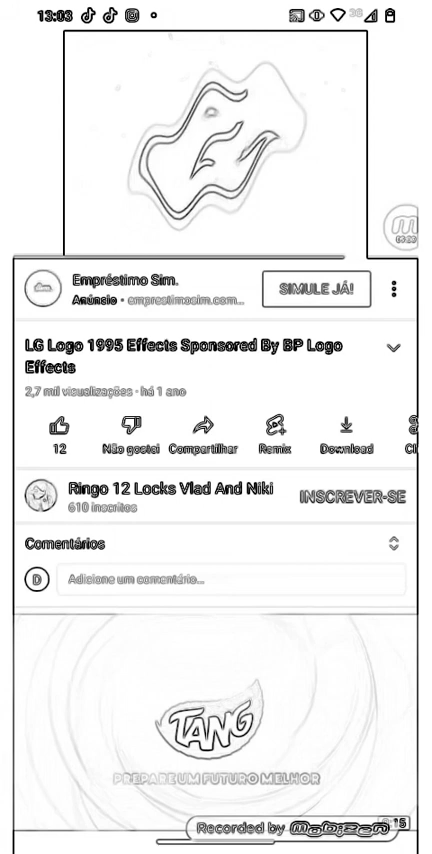 13:03
Empréstimo Sim.
Anúncio • emprestimosim.com...
SIMULE JÁ!
LG Logo 1995 Effects Sponsored By BP Logo
Effects
2,7 mil visualizações • há 1 ano
12 Não gostei Compartilhar Remix Download
Ringo 12 Locks Vlad And Niki
610 inscritos
INSCREVER-SE
Comentários
D Adicione um comentário...
TANG
PREPARE UM FUTURO MELHOR
Recorded by Mobizen